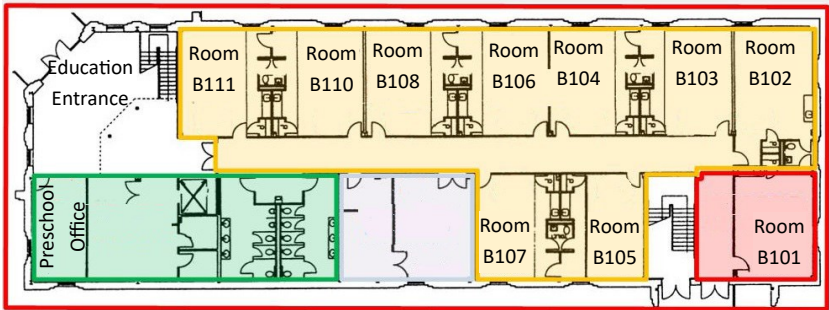 Education
Entrance
Room
B111
Room
B110
Room
B108
Room
B106
Room
B104
Room
B103
Room
B102
Preschool
Office
Room
B107
Room
B105
Room
B101